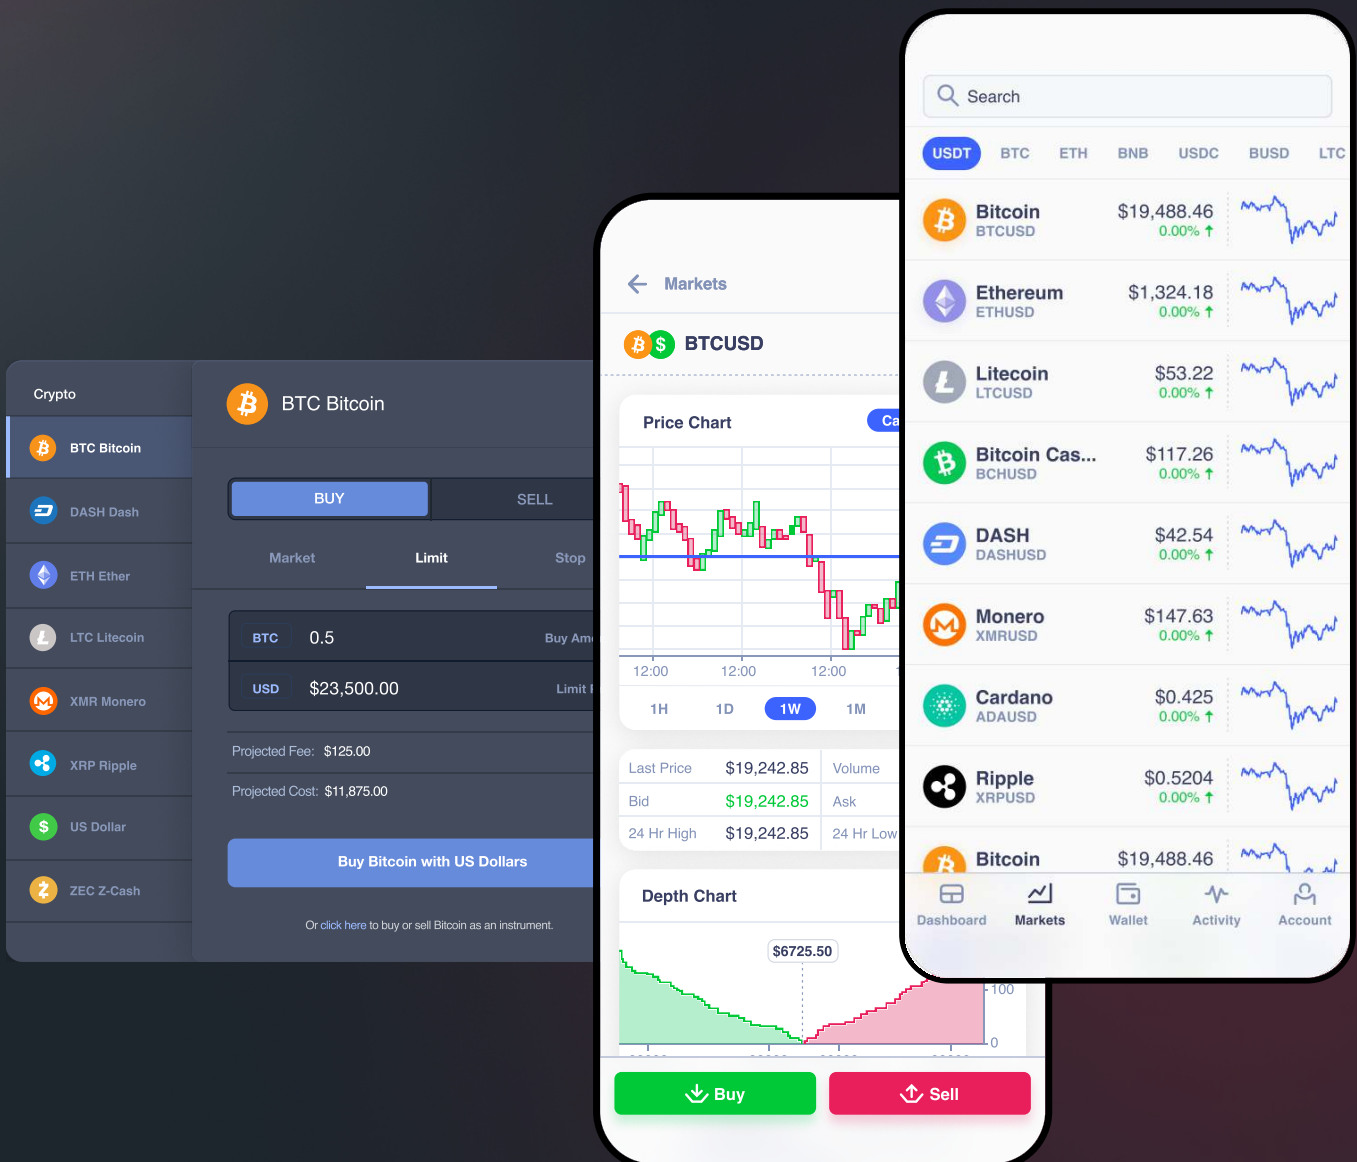 Crypto
BTC Bitcoin
DASH Dash
ETH Ether
LTC Litecoin
XMR Monero
XRP Ripple
US Dollar
ZEC Z-Cash
BTC Bitcoin
BUY SELL
Market Limit Stop
BTC 0.5 Buy
USD $23,500.00 Limit
Projected Fee: $125.00
Projected Cost: $11,875.00
Buy Bitcoin with US Dollars
Or click here to buy or sell Bitcoin as an instrument.
Markets
BTCUSD
Price Chart
12:00 12:00 12:00
1H 1D 1W 1M
Last Price $19,242.85 Volume
Bid $19,242.85 Ask
24 Hr High $19,242.85 24 Hr Low
Depth Chart
$6725.50
100
0
Buy Sell
Search
USDT BTC ETH BNB USDC BUSD LTC
Bitcoin $19,488.46
BTCUSD 0.00%
Ethereum $1,324.18
ETHUSD 0.00%
Litecoin $53.22
LTCUSD 0.00%
Bitcoin Cas... $117.26
BCHUSD 0.00%
DASH $42.54
DASHUSD 0.00%
Monero $147.63
XMRUSD 0.00%
Cardano $0.425
ADAUSD 0.00%
Ripple $0.5204
XRPUSD 0.00%
Bitcoin $19,488.46
Dashboard Markets Wallet Activity Account